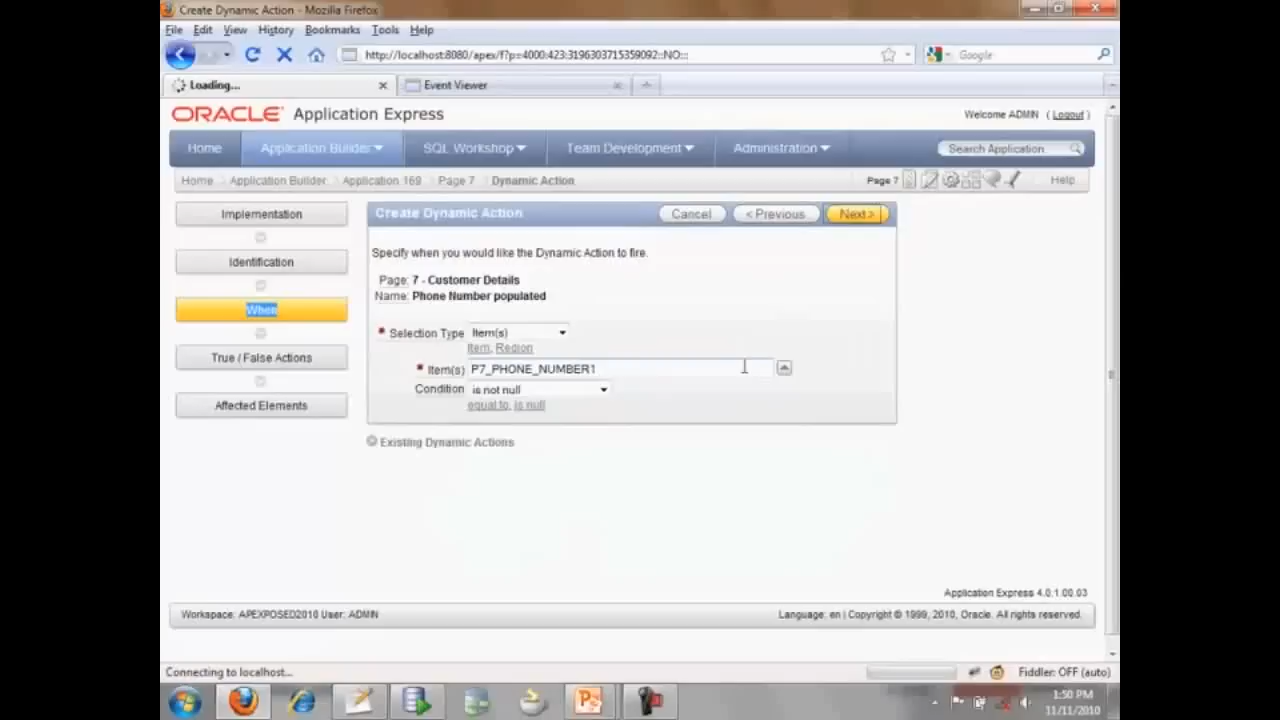 Create Dynamic Action - Mozilla Firefox
File Edit View History Bookmarks Tools Help
http://localhost:8080/apex/f?p=4000:423:3196303715359092::NO:::
Google
Loading...
Event Viewer
ORACLE Application Express
Welcome ADMIN ( Logout )
Home Application Builder SQL Workshop Team Development Administration
Search Application
Home Application Builder Application 169 Page 7 Dynamic Action
Page 7 Help
Implementation
Identification
When
True / False Actions
Affected Elements
Create Dynamic Action
Cancel < Previous Next >
Specify when you would like the Dynamic Action to fire.
Page: 7 - Customer Details
Name: Phone Number populated
* Selection Type Item(s)
Item, Region
* Item(s) P7_PHONE_NUMBER1
Condition is not null
equal to, is null
Existing Dynamic Actions
Application Express 4.0.1.00.03
Workspace: APEXPOSED2010 User: ADMIN
Language: en | Copyright © 1999, 2010, Oracle. All rights reserved.
Connecting to localhost...
Fiddler: OFF (auto)
1:50 PM
11/11/2010